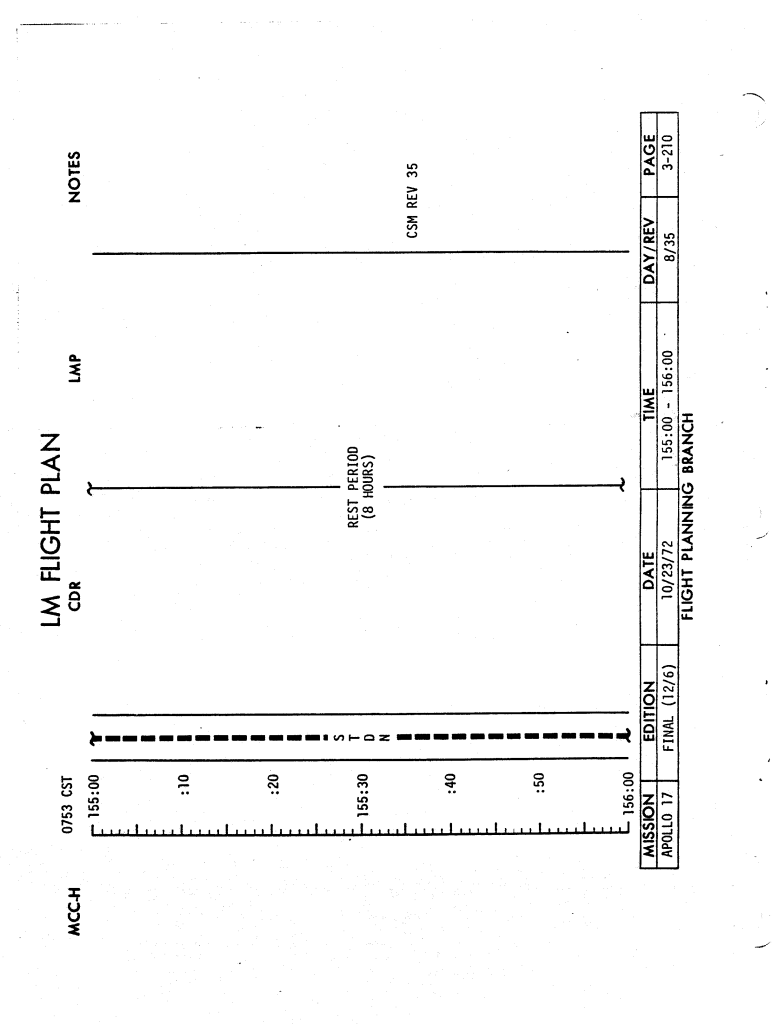 LM FLIGHT PLAN
MCC-H 0753 CST CDR LMP NOTES
155:00
:10
:20
S
T
D
N
155:30
REST PERIOD
(8 HOURS)
CSM REV 35
:40
:50
156:00
MISSION EDITION DATE TIME DAY/REV PAGE
APOLLO 17 FINAL (12/6) 10/23/72 155:00 - 156:00 8/35 3-210
FLIGHT PLANNING BRANCH